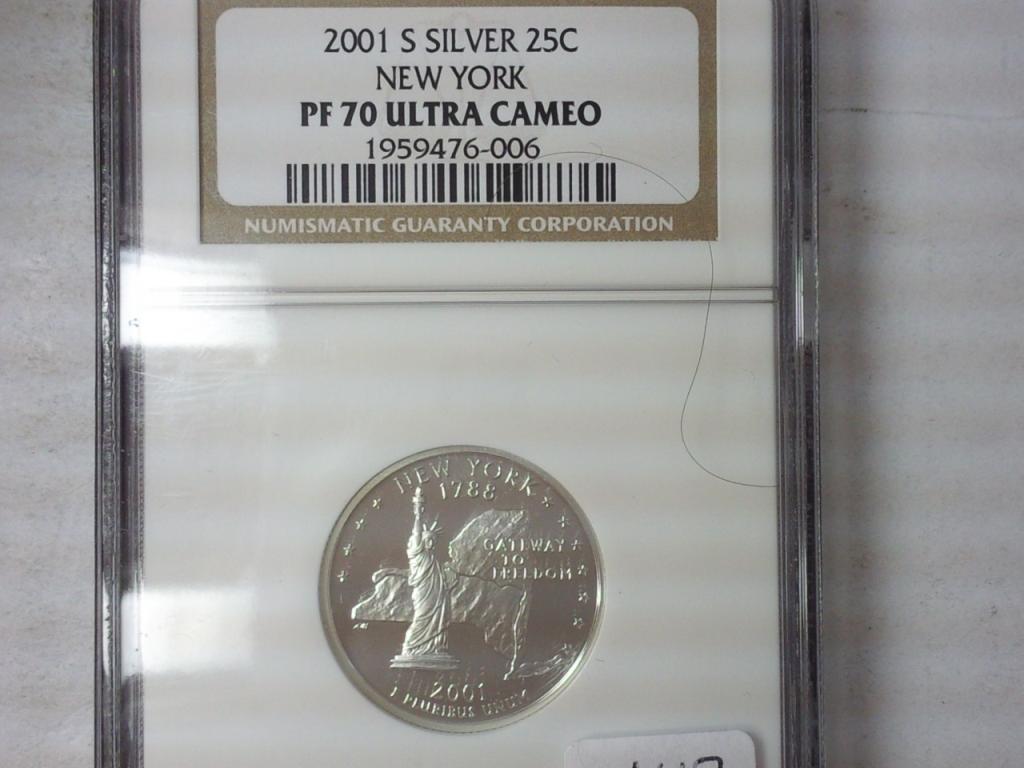 2001 S SILVER 25C
NEW YORK
PF 70 ULTRA CAMEO
1959476-006
NUMISMATIC GUARANTY CORPORATION
NEW YORK
1788
GATEWAY
TO
FREEDOM
2001
E PLURIBUS UNUM